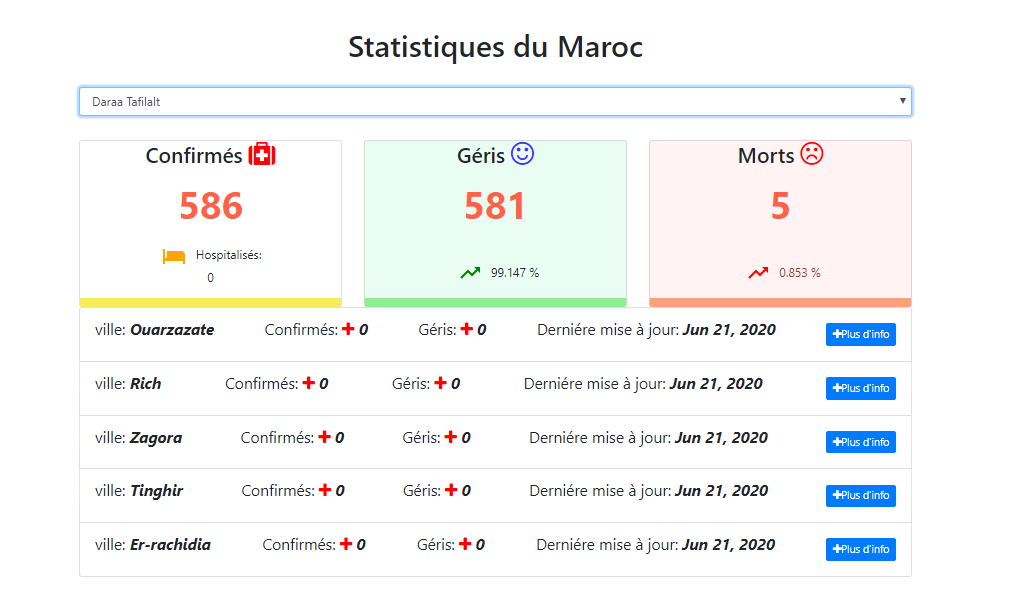 Statistiques du Maroc
Daraa Tafilalt
Confirmés
586
Hospitalisés:
0
Géris
581
99.147 %
Morts
5
0.853 %
ville: Ouarzazate Confirmés: + 0 Géris: + 0 Derniére mise à jour: Jun 21, 2020 +Plus d'info
ville: Rich Confirmés: + 0 Géris: + 0 Derniére mise à jour: Jun 21, 2020 +Plus d'info
ville: Zagora Confirmés: + 0 Géris: + 0 Derniére mise à jour: Jun 21, 2020 +Plus d'info
ville: Tinghir Confirmés: + 0 Géris: + 0 Derniére mise à jour: Jun 21, 2020 +Plus d'info
ville: Er-rachidia Confirmés: + 0 Géris: + 0 Derniére mise à jour: Jun 21, 2020 +Plus d'info